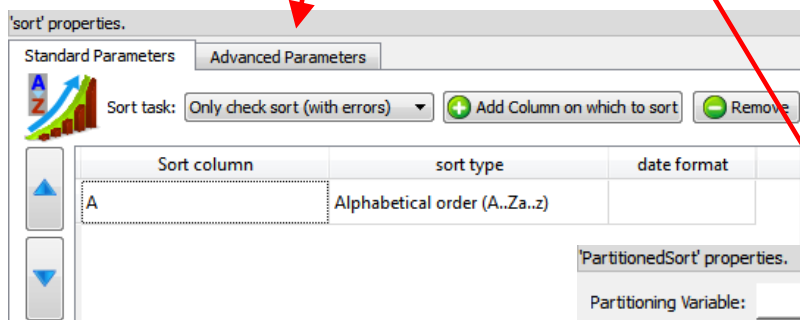 'sort' properties.
Standard Parameters Advanced Parameters
A
Z
Sort task: Only check sort (with errors) Add Column on which to sort Remove
Sort column sort type date format
A Alphabetical order (A..Za..z)
'PartitionedSort' properties.
Partitioning Variable: